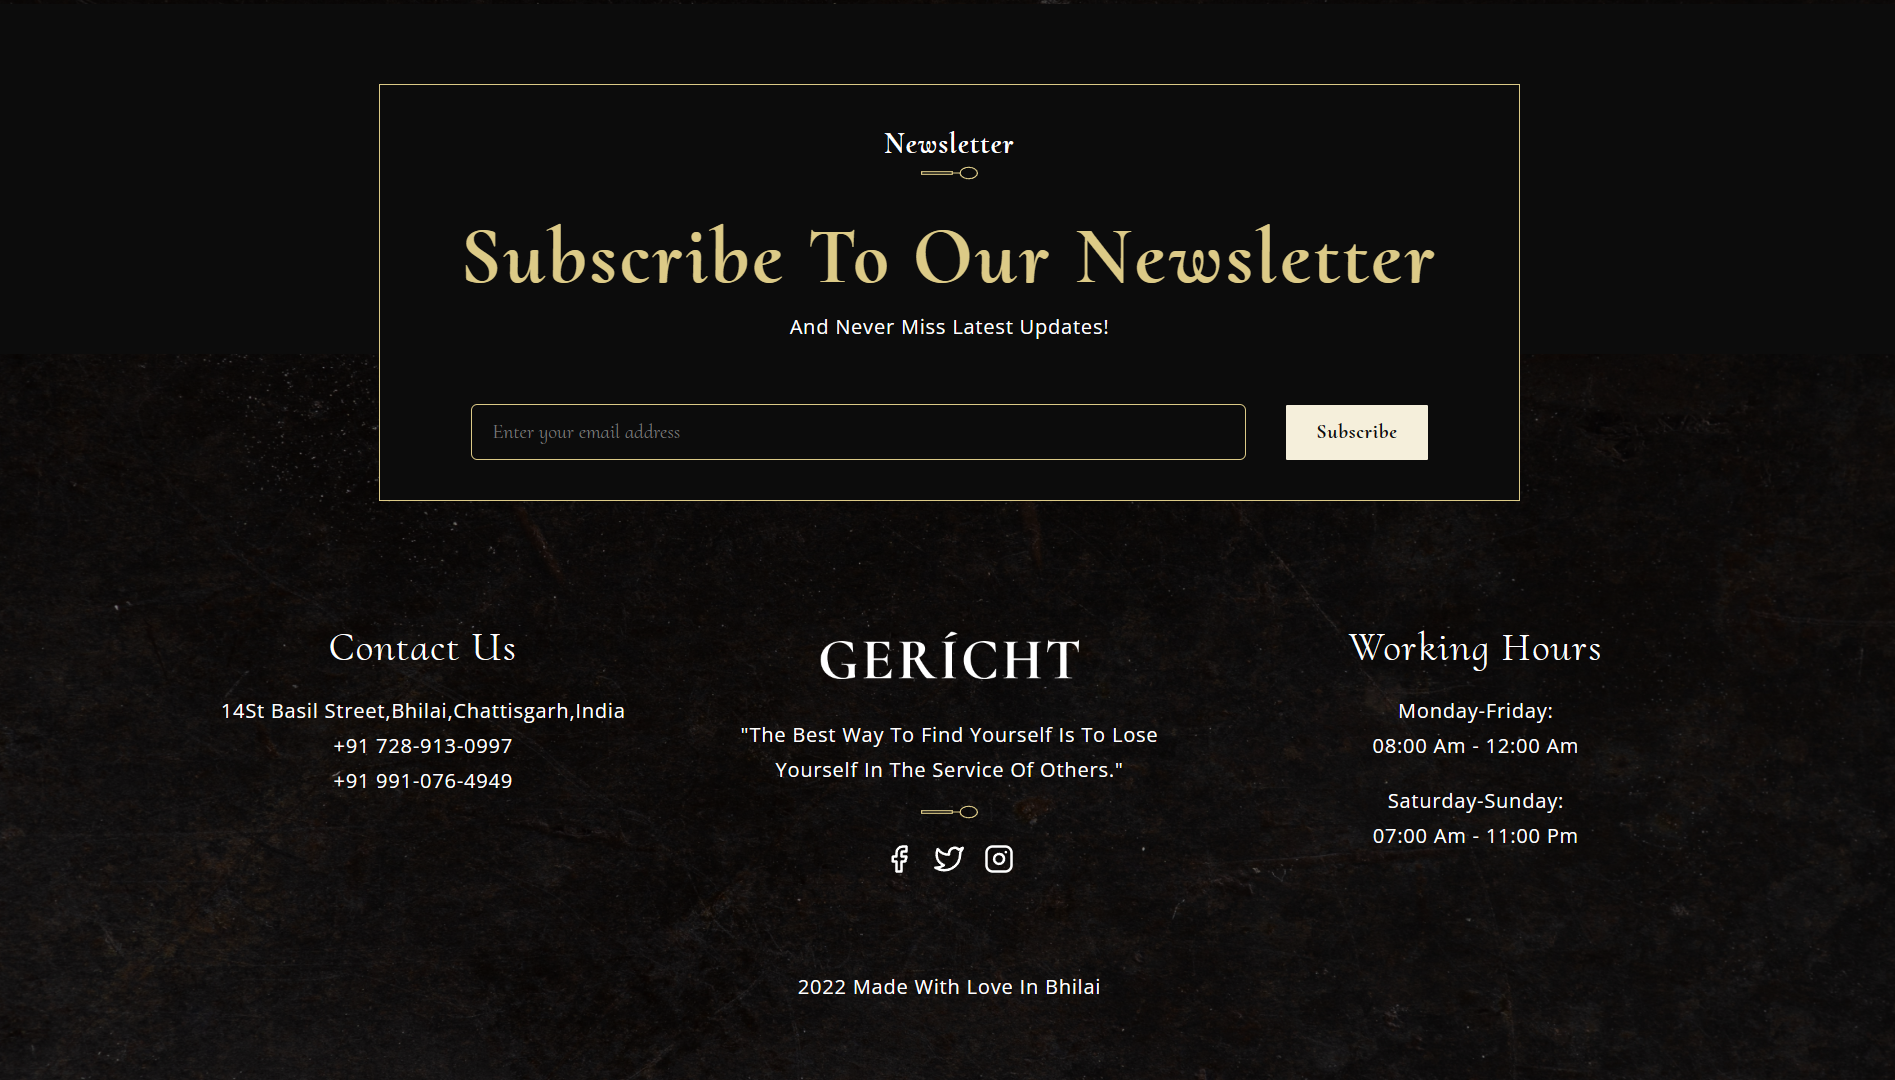 Newsletter
Subscribe To Our Newsletter
And Never Miss Latest Updates!
Enter your email address
Subscribe
Contact Us
14St Basil Street,Bhilai,Chattisgarh,India
+91 728-913-0997
+91 991-076-4949
GERÍCHT
"The Best Way To Find Yourself Is To Lose
Yourself In The Service Of Others."
Working Hours
Monday-Friday:
08:00 Am - 12:00 Am
Saturday-Sunday:
07:00 Am - 11:00 Pm
2022 Made With Love In Bhilai